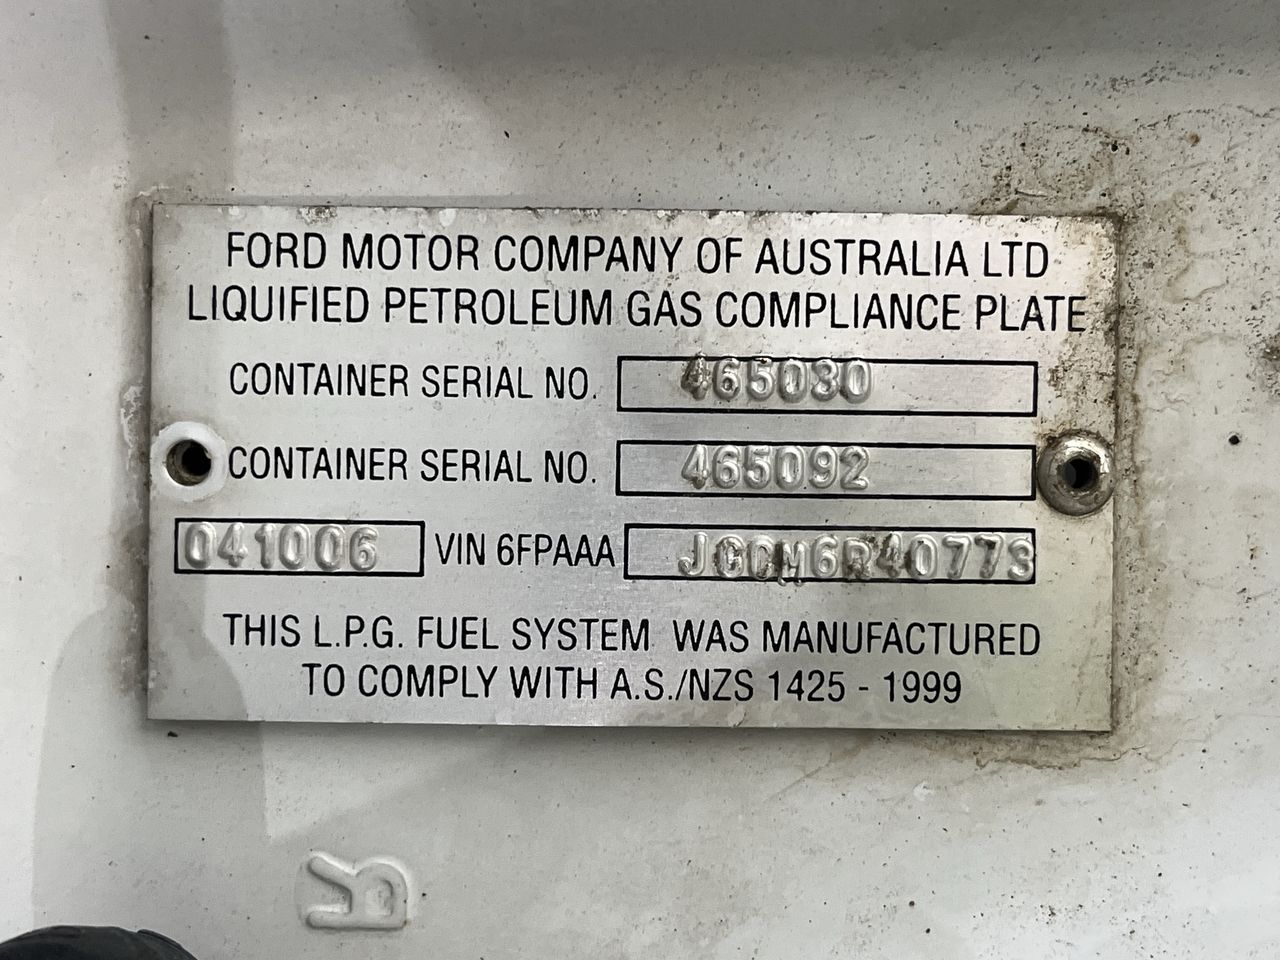 FORD MOTOR COMPANY OF AUSTRALIA LTD
LIQUIFIED PETROLEUM GAS COMPLIANCE PLATE
CONTAINER SERIAL NO. 465030
CONTAINER SERIAL NO. 465092
041006 VIN 6FPAAA JGCM6R40773
THIS L.P.G. FUEL SYSTEM WAS MANUFACTURED
TO COMPLY WITH A.S./NZS 1425 - 1999
R